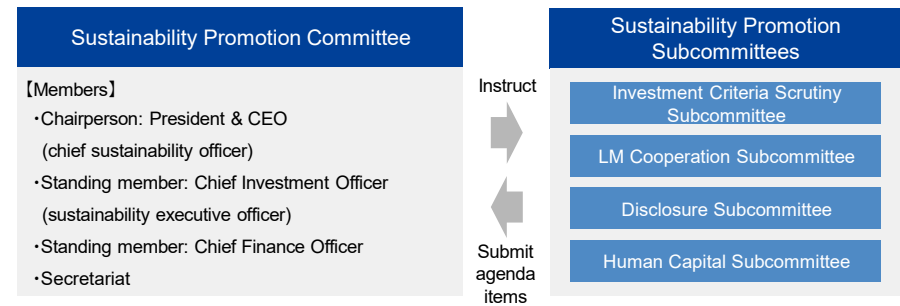 Sustainability Promotion Committee
【Members】
・Chairperson: President & CEO
(chief sustainability officer)
・Standing member: Chief Investment Officer
(sustainability executive officer)
・Standing member: Chief Finance Officer
・Secretariat
Instruct
Submit
agenda
items
Sustainability Promotion
Subcommittees
Investment Criteria Scrutiny
Subcommittee
LM Cooperation Subcommittee
Disclosure Subcommittee
Human Capital Subcommittee